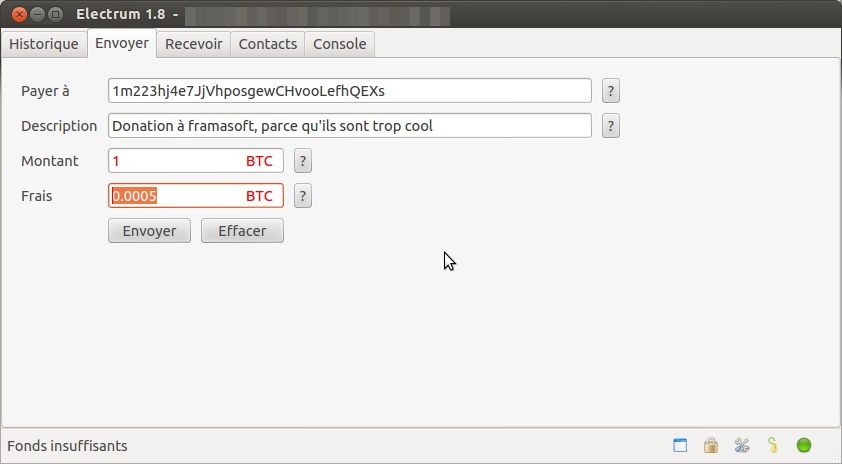 Electrum 1.8 -
Historique Envoyer Recevoir Contacts Console
Payer à 1m223hj4e7JjVhposgewCHvooLefhQEXs ?
Description Donation à framasoft, parce qu'ils sont trop cool ?
Montant 1 BTC ?
Frais 0.0005 BTC ?
Envoyer Effacer
Fonds insuffisants